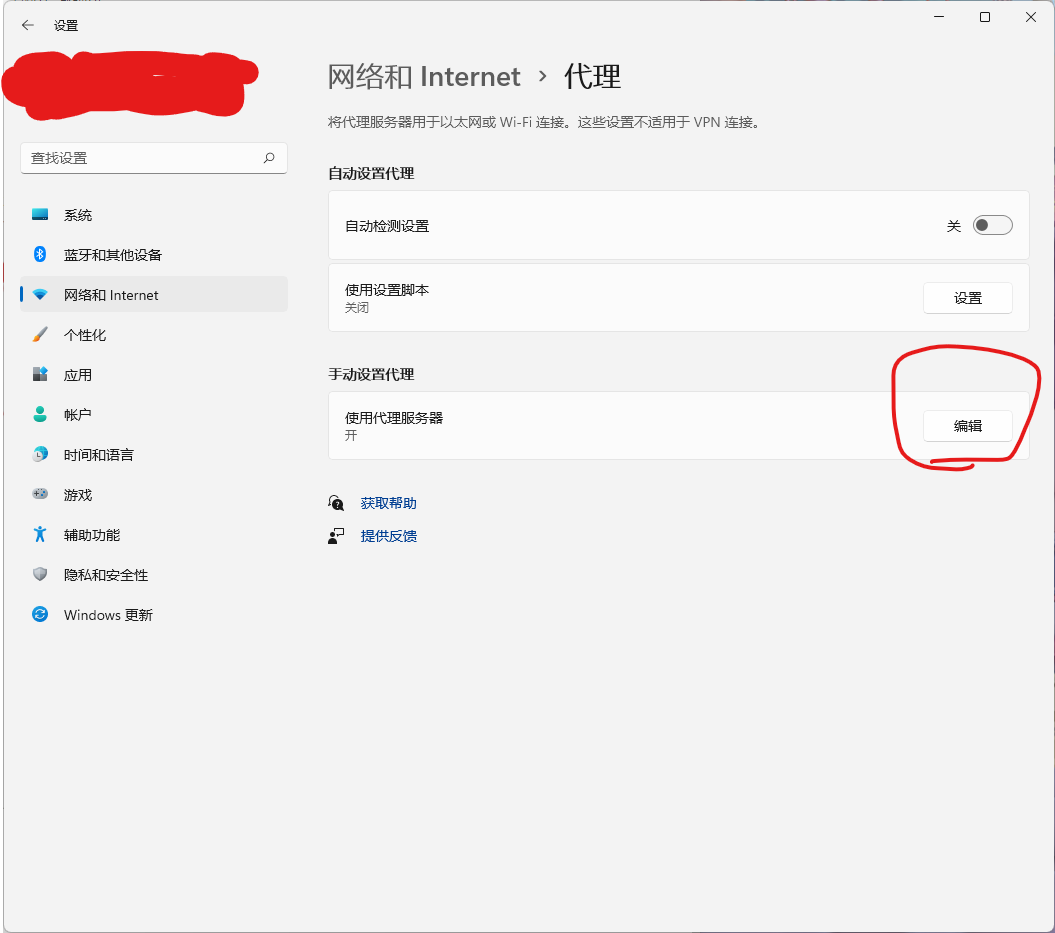 设置
网络和 Internet › 代理
将代理服务器用于以太网或 Wi-Fi 连接。这些设置不适用于 VPN 连接。
查找设置
系统
蓝牙和其他设备
网络和 Internet
个性化
应用
帐户
时间和语言
游戏
辅助功能
隐私和安全性
Windows 更新
自动设置代理
自动检测设置
关
使用设置脚本
关闭
设置
手动设置代理
使用代理服务器
开
编辑
获取帮助
提供反馈